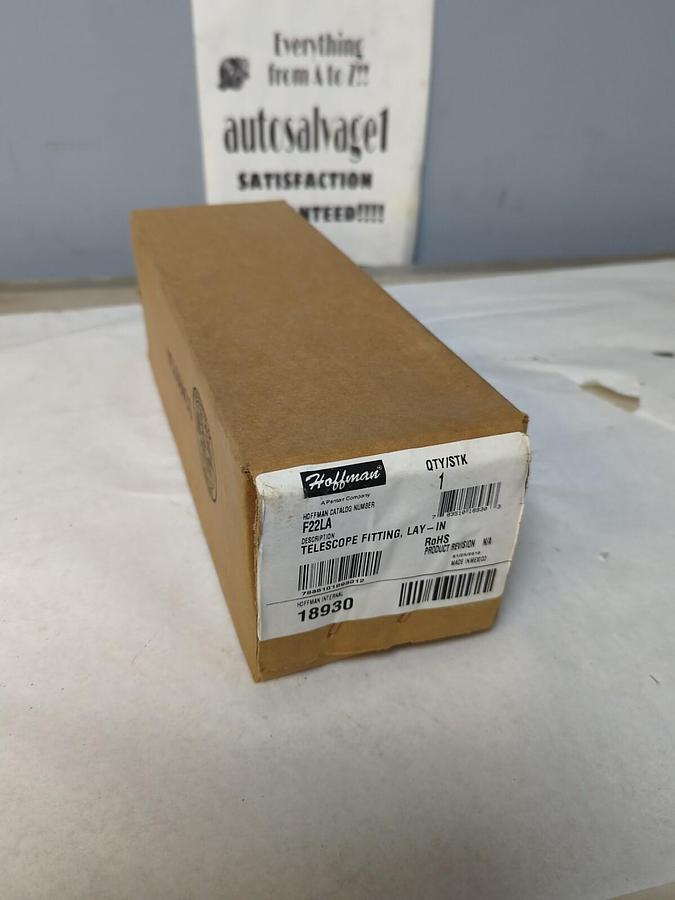 Everything
from A to Z!!
autosalvage1
SATISFACTION
NTEED!!!!
Hoffman
A Pentair Company
QTY/STK
1
HOFFMAN CATALOG NUMBER
F22LA
DESCRIPTION
TELESCOPE FITTING, LAY-IN
RoHS
PRODUCT REVISION N/A
MADE IN MEXICO
HOFFMAN INTERNAL
18930